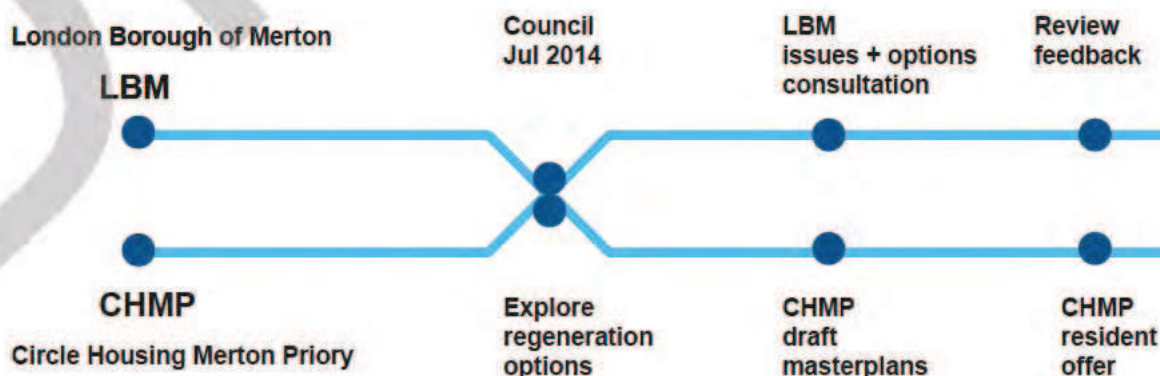 London Borough of Merton
LBM
Council
Jul 2014
LBM
issues + options
consultation
Review
feedback
CHMP
Circle Housing Merton Priory
Explore
regeneration
options
CHMP
draft
masterplans
CHMP
resident
offer